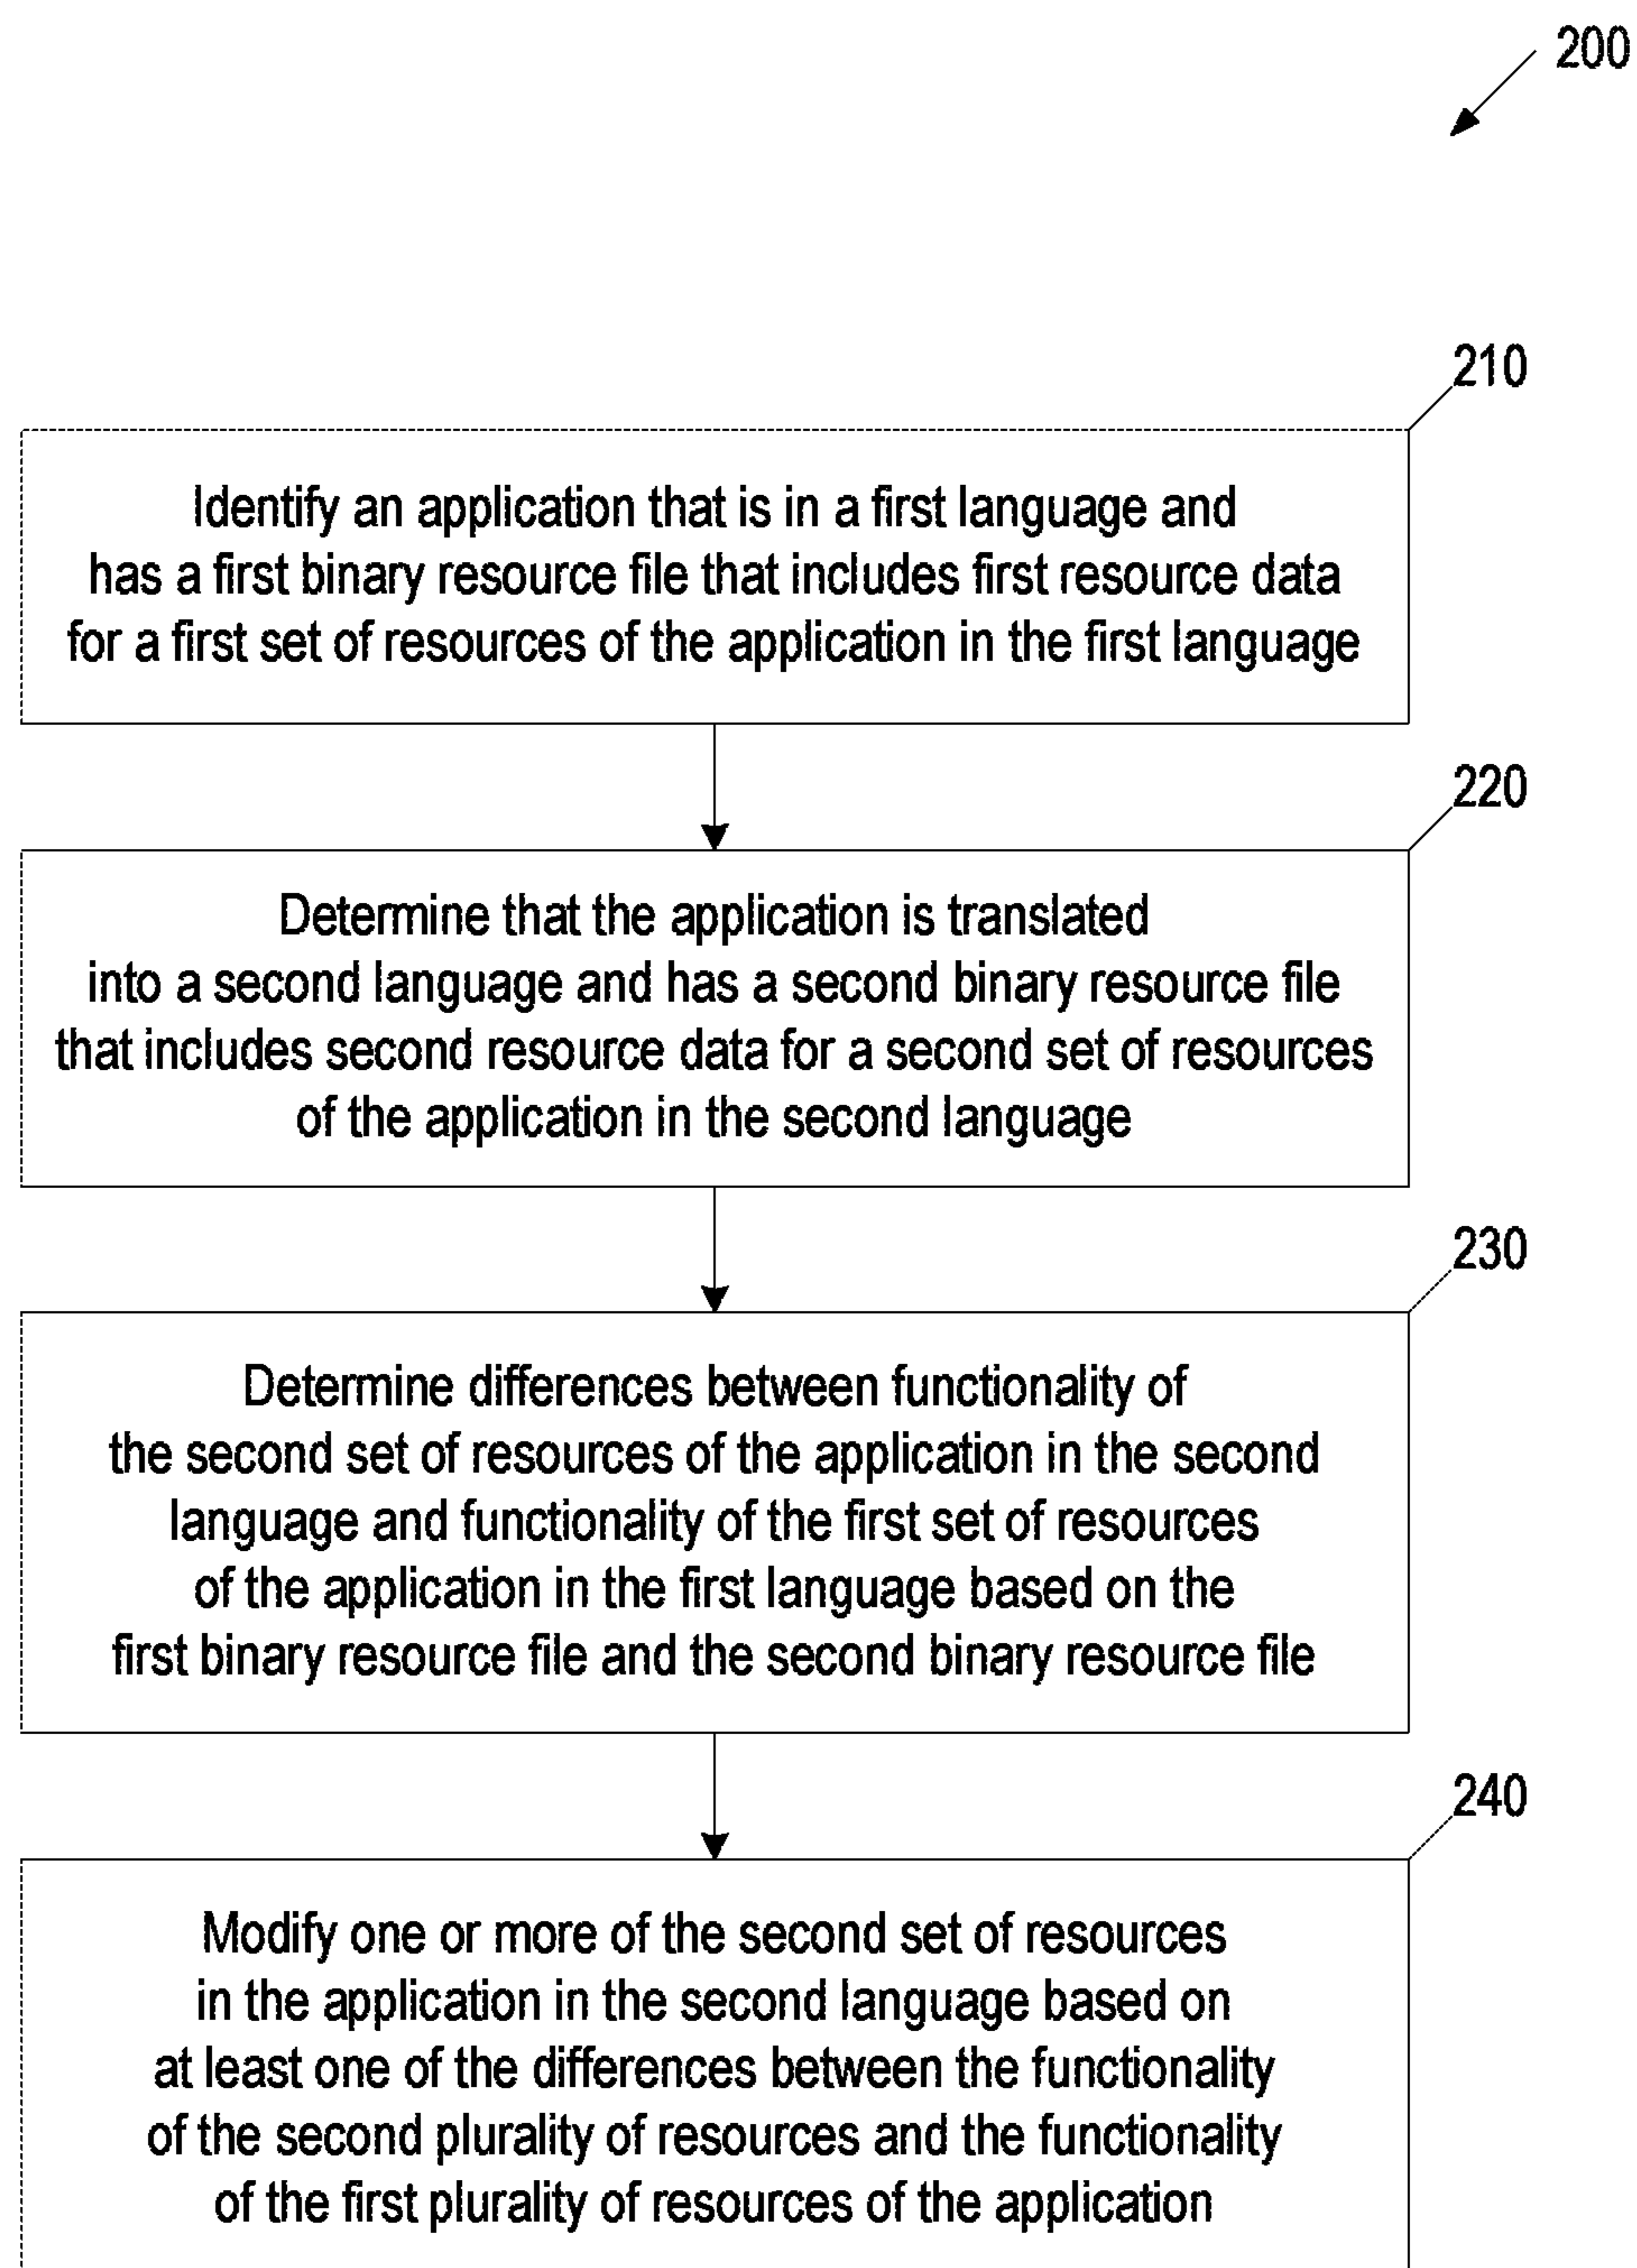 200
210
Identify an application that is in a first language and
has a first binary resource file that includes first resource data
for a first set of resources of the application in the first language
220
Determine that the application is translated
into a second language and has a second binary resource file
that includes second resource data for a second set of resources
of the application in the second language
230
Determine differences between functionality of
the second set of resources of the application in the second
language and functionality of the first set of resources
of the application in the first language based on the
first binary resource file and the second binary resource file
240
Modify one or more of the second set of resources
in the application in the second language based on
at least one of the differences between the functionality
of the second plurality of resources and the functionality
of the first plurality of resources of the application